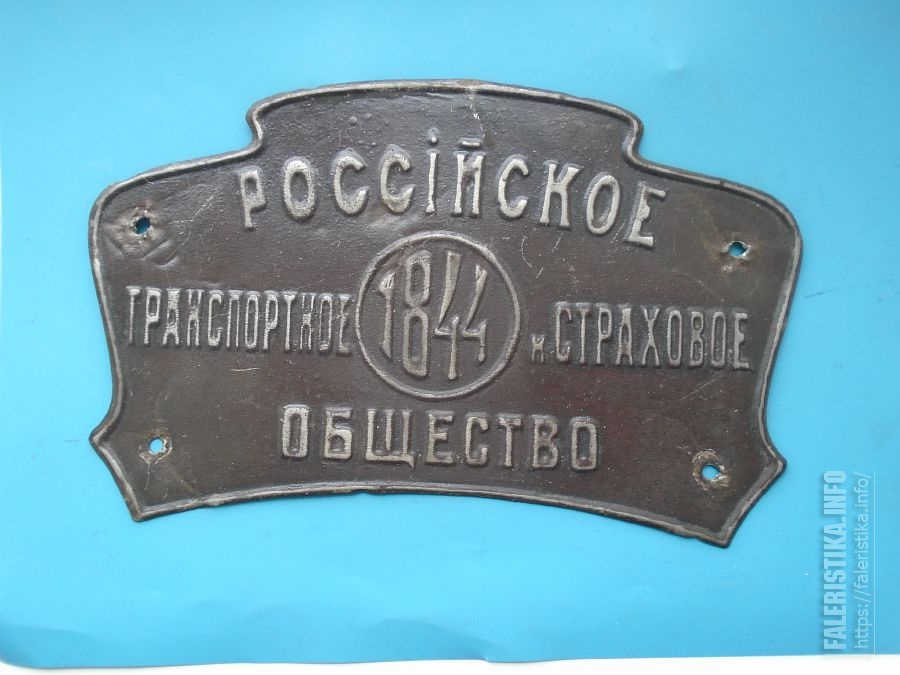 РОССІЙСКОЕ
ТРАНСПОРТНОЕ 1844 и СТРАХОВОЕ
ОБЩЕСТВО
FALERISTIKA.INFO
https://faleristika.info/